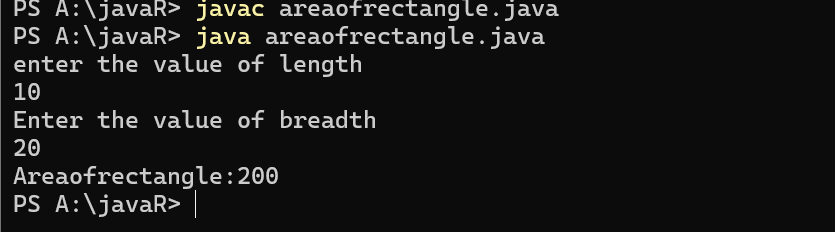 PS A:\javaR> javac areaofrectangle.java
PS A:\javaR> java areaofrectangle.java
enter the value of length
10
Enter the value of breadth
20
Areaofrectangle:200
PS A:\javaR>